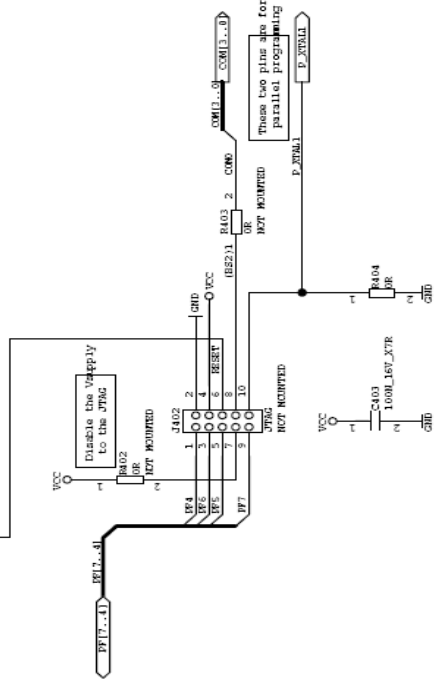 PF[7..4]
PF[7..4]
VCC
1
R402
0R
2
NOT MOUNTED
Disable the Vsupply
to the JTAG
PF4
PF6
PF5
PF7
1
3
5
7
9
J402
JTAG
NOT MOUNTED
2
4
6
8
10
RESET
GND
VCC
(BS2)
1
R403
0R
2
NOT MOUNTED
COM0
COM[3..0]
COM[3..0]
These two pins are for
parallel programming
P_XTAL1
P_XTAL1
1
R404
0R
2
GND
VCC
1
C403
100N_16V_X7R
2
GND